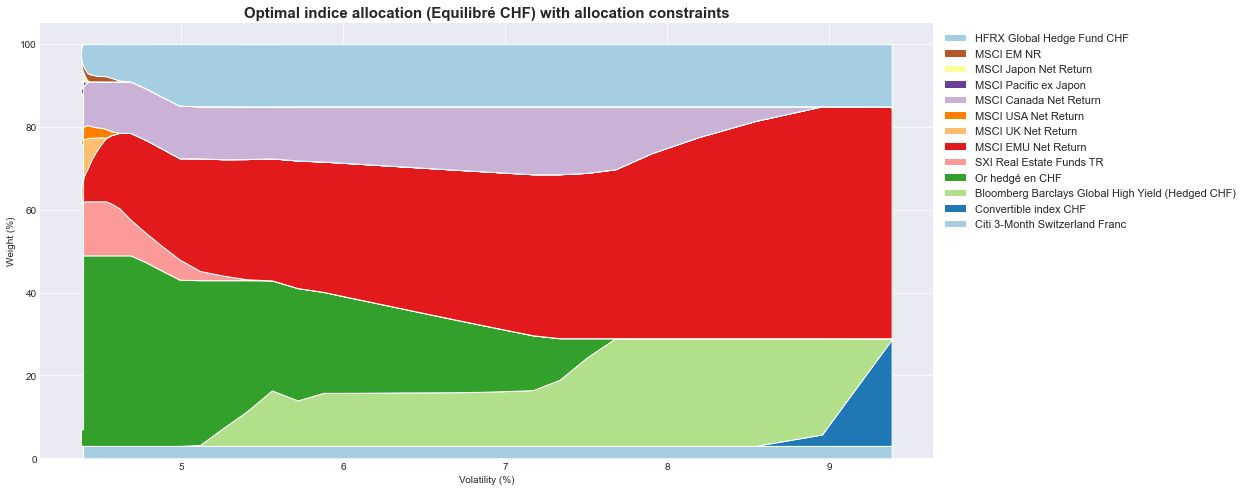 Optimal indice allocation (Equilibré CHF) with allocation constraints
HFRX Global Hedge Fund CHF
MSCI EM NR
MSCI Japon Net Return
MSCI Pacific ex Japon
MSCI Canada Net Return
MSCI USA Net Return
MSCI UK Net Return
MSCI EMU Net Return
SXI Real Estate Funds TR
Or hedgé en CHF
Bloomberg Barclays Global High Yield (Hedged CHF)
Convertible index CHF
Citi 3-Month Switzerland Franc
Weight (%)
100
80
60
40
20
0
5 6 7 8 9
Volatility (%)